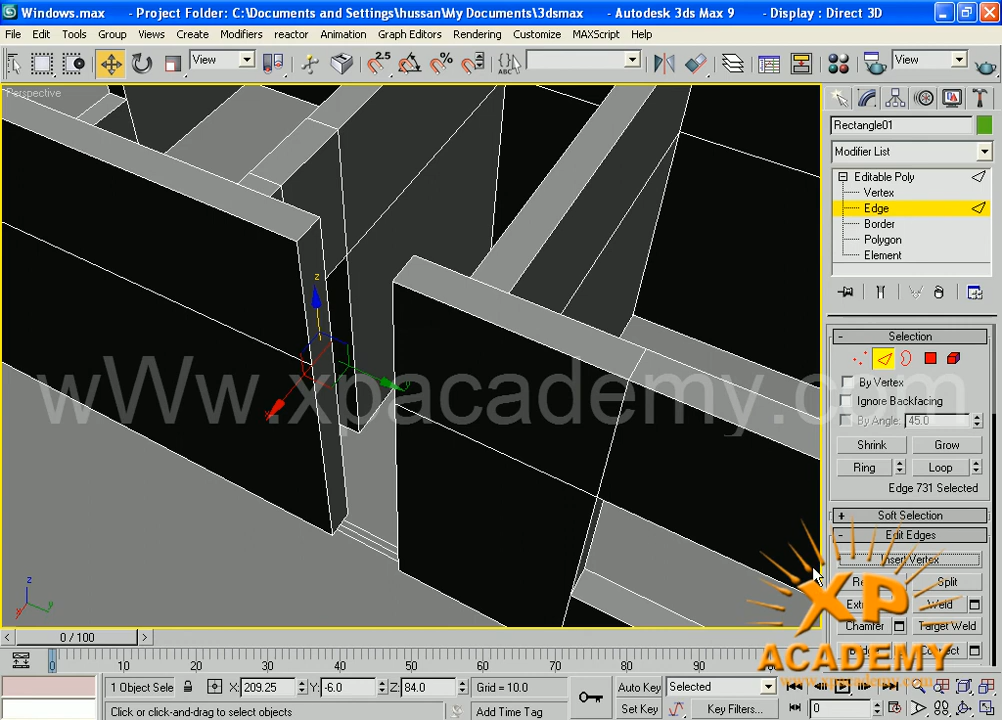 Windows.max - Project Folder: C:\Documents and Settings\hussan\My Documents\3dsmax - Autodesk 3ds Max 9 - Display : Direct 3D
File Edit Tools Group Views Create Modifiers reactor Animation Graph Editors Rendering Customize MAXScript Help
View 2.5 % ABC View
Perspective
Rectangle01
Modifier List
Editable Poly
Vertex
Edge
Border
Polygon
Element
Selection
By Vertex
Ignore Backfacing
By Angle: 45.0
Shrink Grow
Ring Loop
Edge 731 Selected
Soft Selection
Edit Edges
Insert Vertex
Split
Weld
Chamfer Target Weld
z
x
y
wWw.xpacademy.com
XP
ACADEMY
www.xpacademy.com
z
x y
0 / 100
0 10 20 30 40 50 60 70 80 90
1 Object Sele X: 209.25 Y: -6.0 Z: 84.0 Grid = 10.0 Auto Key Selected
Click or click-and-drag to select objects Add Time Tag Set Key Key Filters... 0